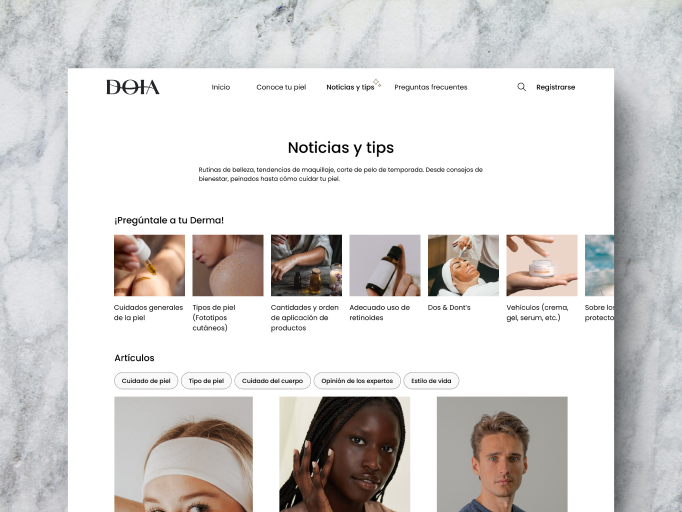 DOIA
Inicio
Conoce tu piel
Noticias y tips
Preguntas frecuentes
Registrarse
Noticias y tips
Rutinas de belleza, tendencias de maquillaje, corte de pelo de temporada. Desde consejos de
bienestar, peinados hasta cómo cuidar tu piel.
¡Pregúntale a tu Derma!
Cuidados generales
de la piel
Tipos de piel
(Fototipos
cutáneos)
Cantidades y orden
de aplicación de
productos
Adecuado uso de
retinoides
Dos & Dont's
Vehículos (crema,
gel, serum, etc.)
Sobre los
protecto
Artículos
Cuidado de piel
Tipo de piel
Cuidado del cuerpo
Opinión de los expertos
Estilo de vida